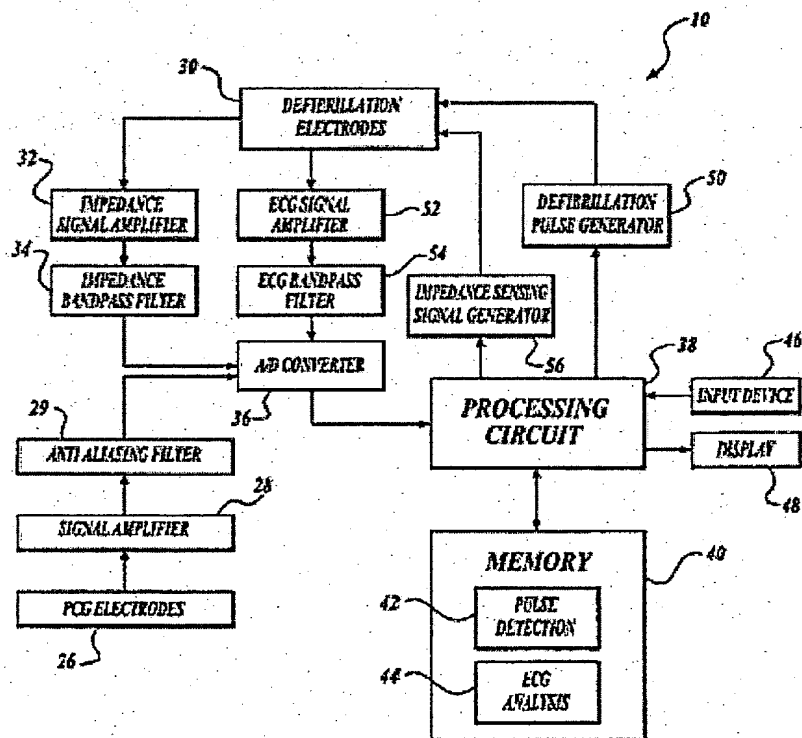 10
30
DEFIBRILLATION
ELECTRODES
32
IMPEDANCE
SIGNAL AMPLIFIER
ECG SIGNAL
AMPLIFIER
52
DEFIBRILLATION
PULSE GENERATOR
50
34
IMPEDANCE
BANDPASS FILTER
ECG BANDPASS
FILTER
54
IMPEDANCE SENSING
SIGNAL GENERATOR
56
A/D CONVERTER
36
PROCESSING
CIRCUIT
38
46
INPUT DEVICE
DISPLAY
48
29
ANTI ALIASING FILTER
28
SIGNAL AMPLIFIER
PCG ELECTRODES
26
MEMORY
40
42
PULSE
DETECTION
44
ECG
ANALYSIS